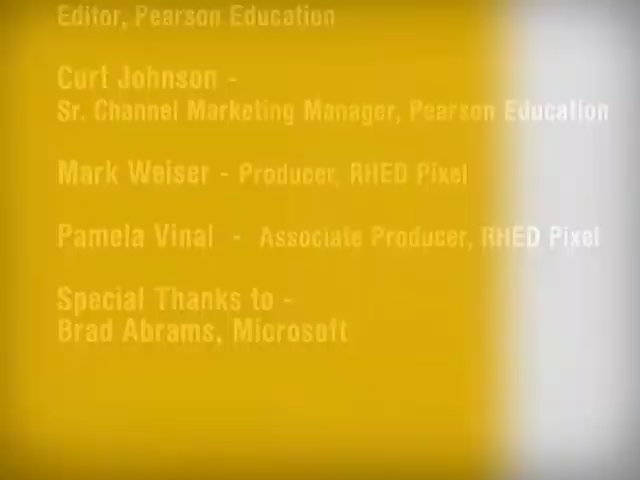 Editor, Pearson Education
Curt Johnson -
Sr. Channel Marketing Manager, Pearson Education
Mark Weiser - Producer, RHED Pixel
Pamela Vinal - Associate Producer, RHED Pixel
Special Thanks to -
Brad Abrams, Microsoft